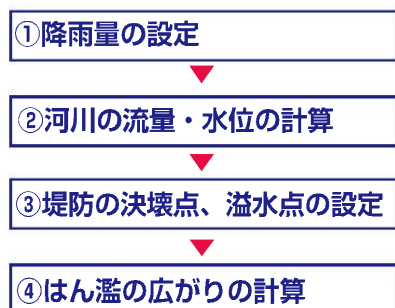 ①降雨量の設定
②河川の流量・水位の計算
③堤防の決壊点、溢水点の設定
④はん濫の広がりの計算